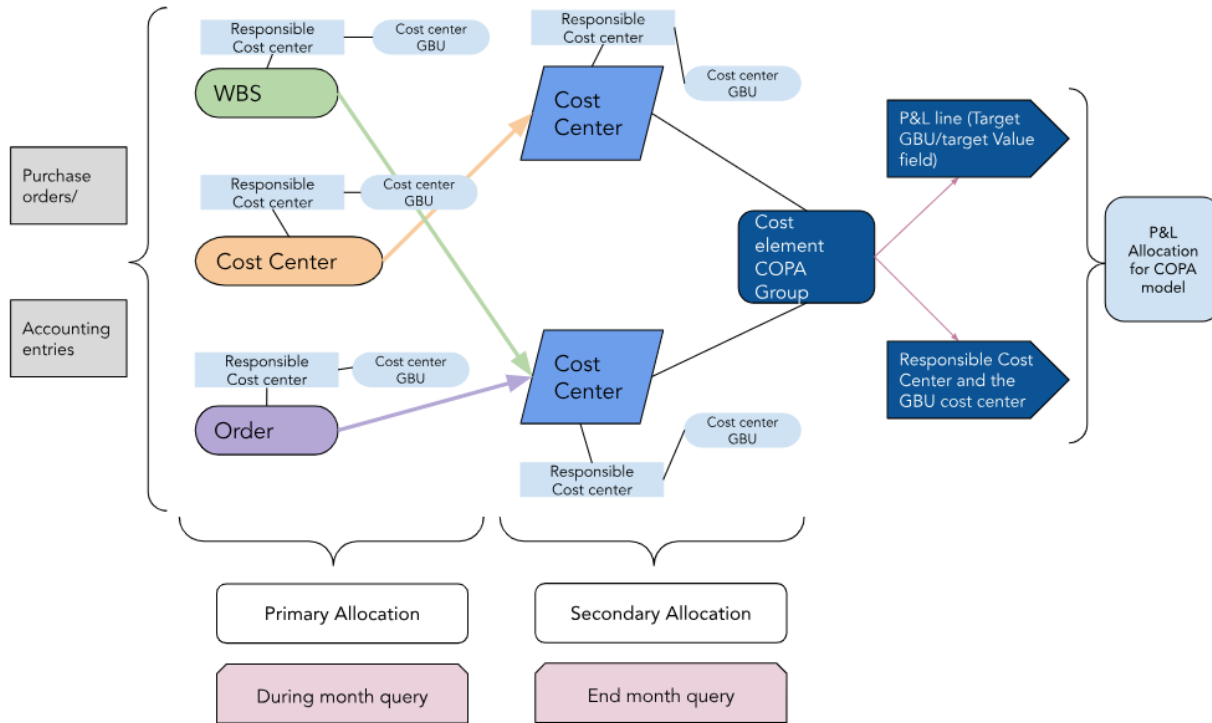 Purchase
orders/
Accounting
entries
Responsible
Cost center
Cost center
GBU
WBS
Responsible
Cost center
Cost center
GBU
Cost Center
Responsible
Cost center
Cost center
GBU
Order
Responsible
Cost center
Cost center
GBU
Cost
Center
Cost
Center
Cost center
GBU
Responsible
Cost center
Cost
element
COPA
Group
P&L line (Target
GBU/target Value
field)
Responsible Cost
Center and the
GBU cost center
P&L
Allocation
for COPA
model
Primary Allocation
Secondary Allocation
During month query
End month query